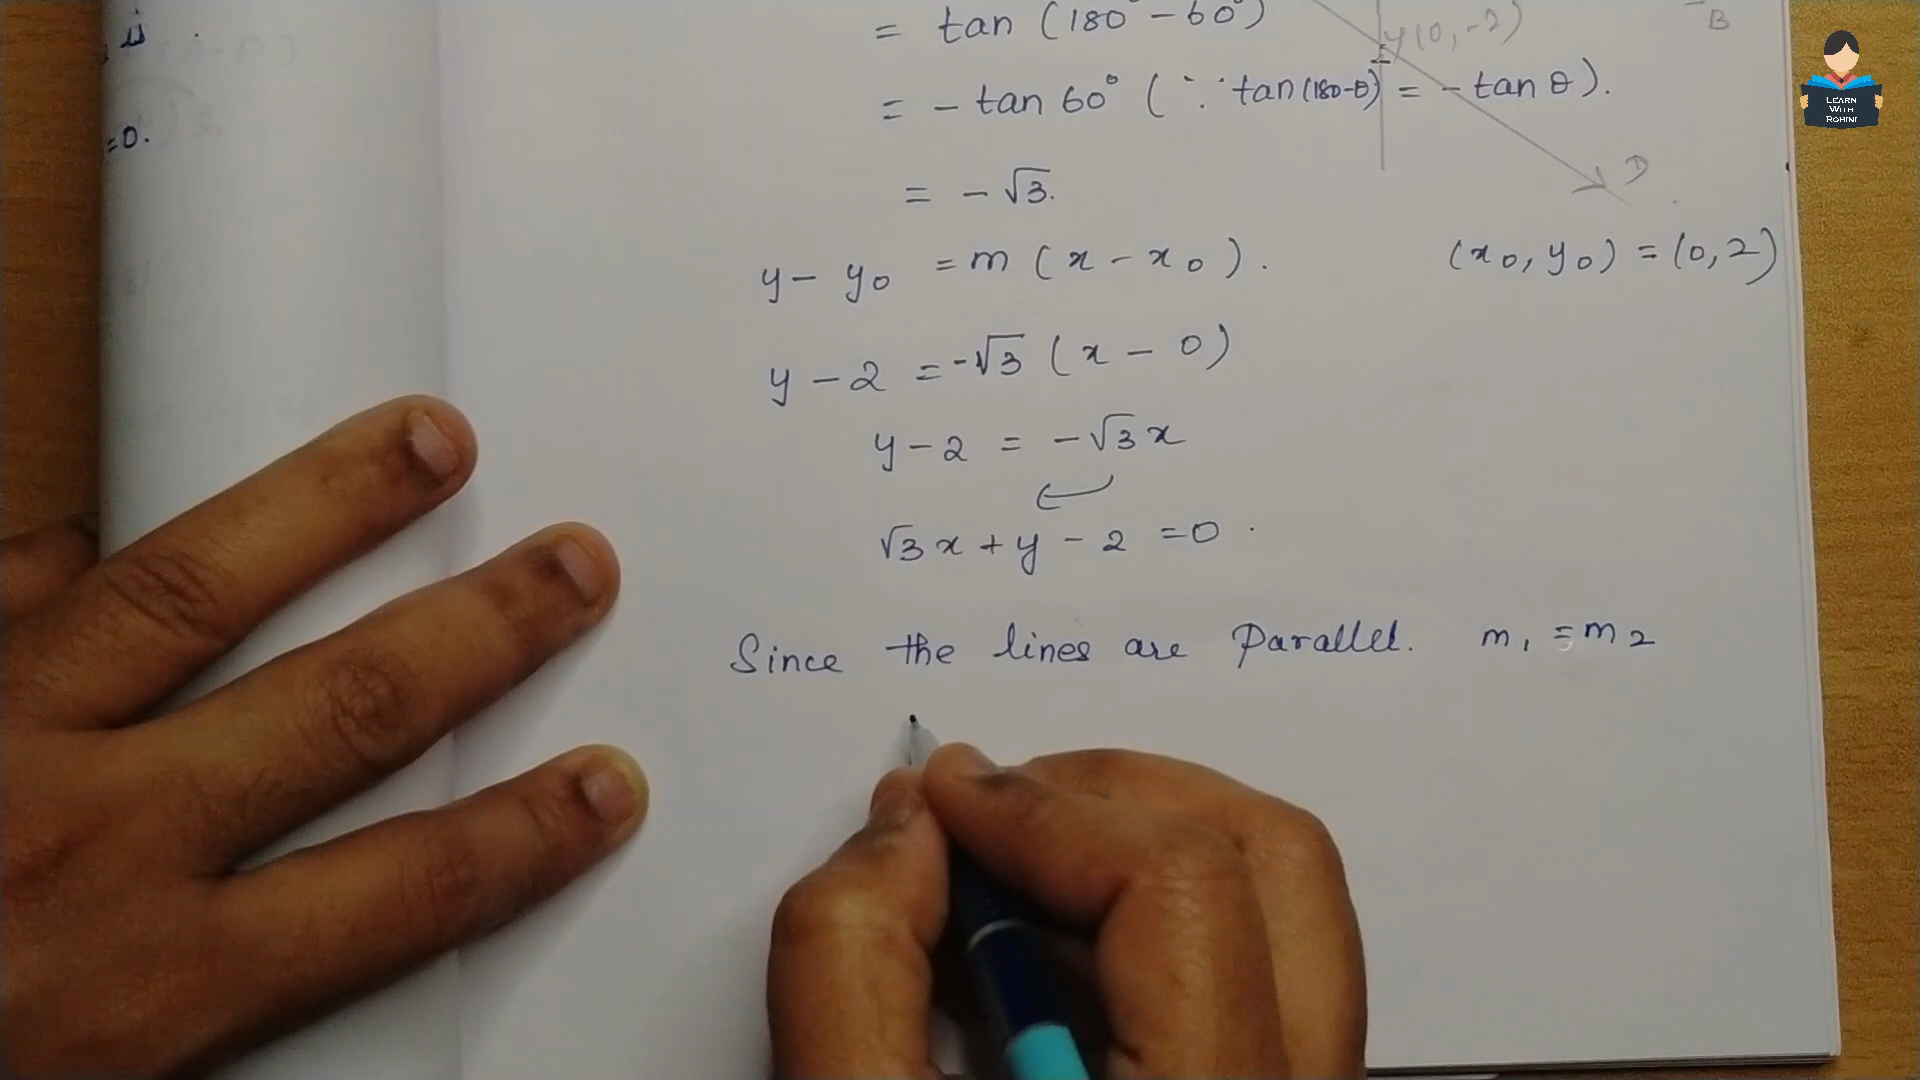 = tan (180° - 60°)
y(0, -2)
B
= - tan 60° (∵ tan(180-θ) = - tan θ).
LEARN
WITH
ROHINI
=0.
D
= - √3.
y - y₀ = m (x - x₀). (x₀, y₀) = (0, 2)
y - 2 = -√3 (x - 0)
y - 2 = - √3 x
√3 x + y - 2 = 0.
Since the lines are Parallel. m₁ = m₂